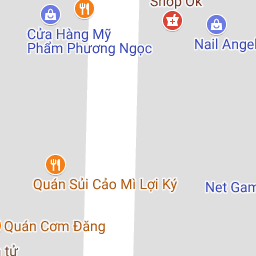 Shop Ok
Cửa Hàng Mỹ
Phẩm Phương Ngọc
Nail Angel
Quán Sủi Cảo Mì Lợi Ký
Net Gam
Quán Cơm Đăng
tử